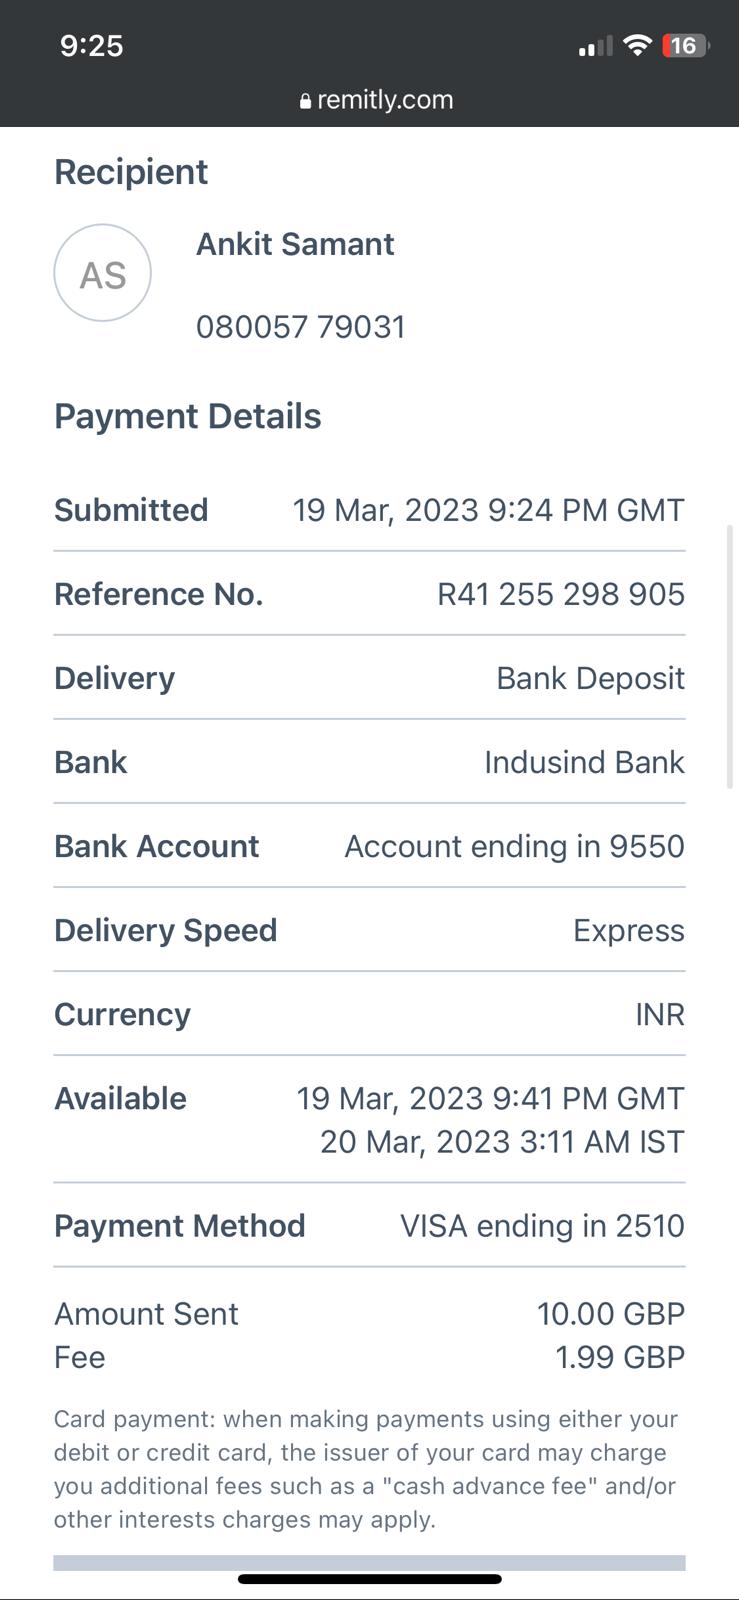 9:25
16
remitly.com
Recipient
AS
Ankit Samant
080057 79031
Payment Details
Submitted 19 Mar, 2023 9:24 PM GMT
Reference No. R41 255 298 905
Delivery Bank Deposit
Bank Indusind Bank
Bank Account Account ending in 9550
Delivery Speed Express
Currency INR
Available 19 Mar, 2023 9:41 PM GMT
20 Mar, 2023 3:11 AM IST
Payment Method VISA ending in 2510
Amount Sent 10.00 GBP
Fee 1.99 GBP
Card payment: when making payments using either your
debit or credit card, the issuer of your card may charge
you additional fees such as a "cash advance fee" and/or
other interests charges may apply.